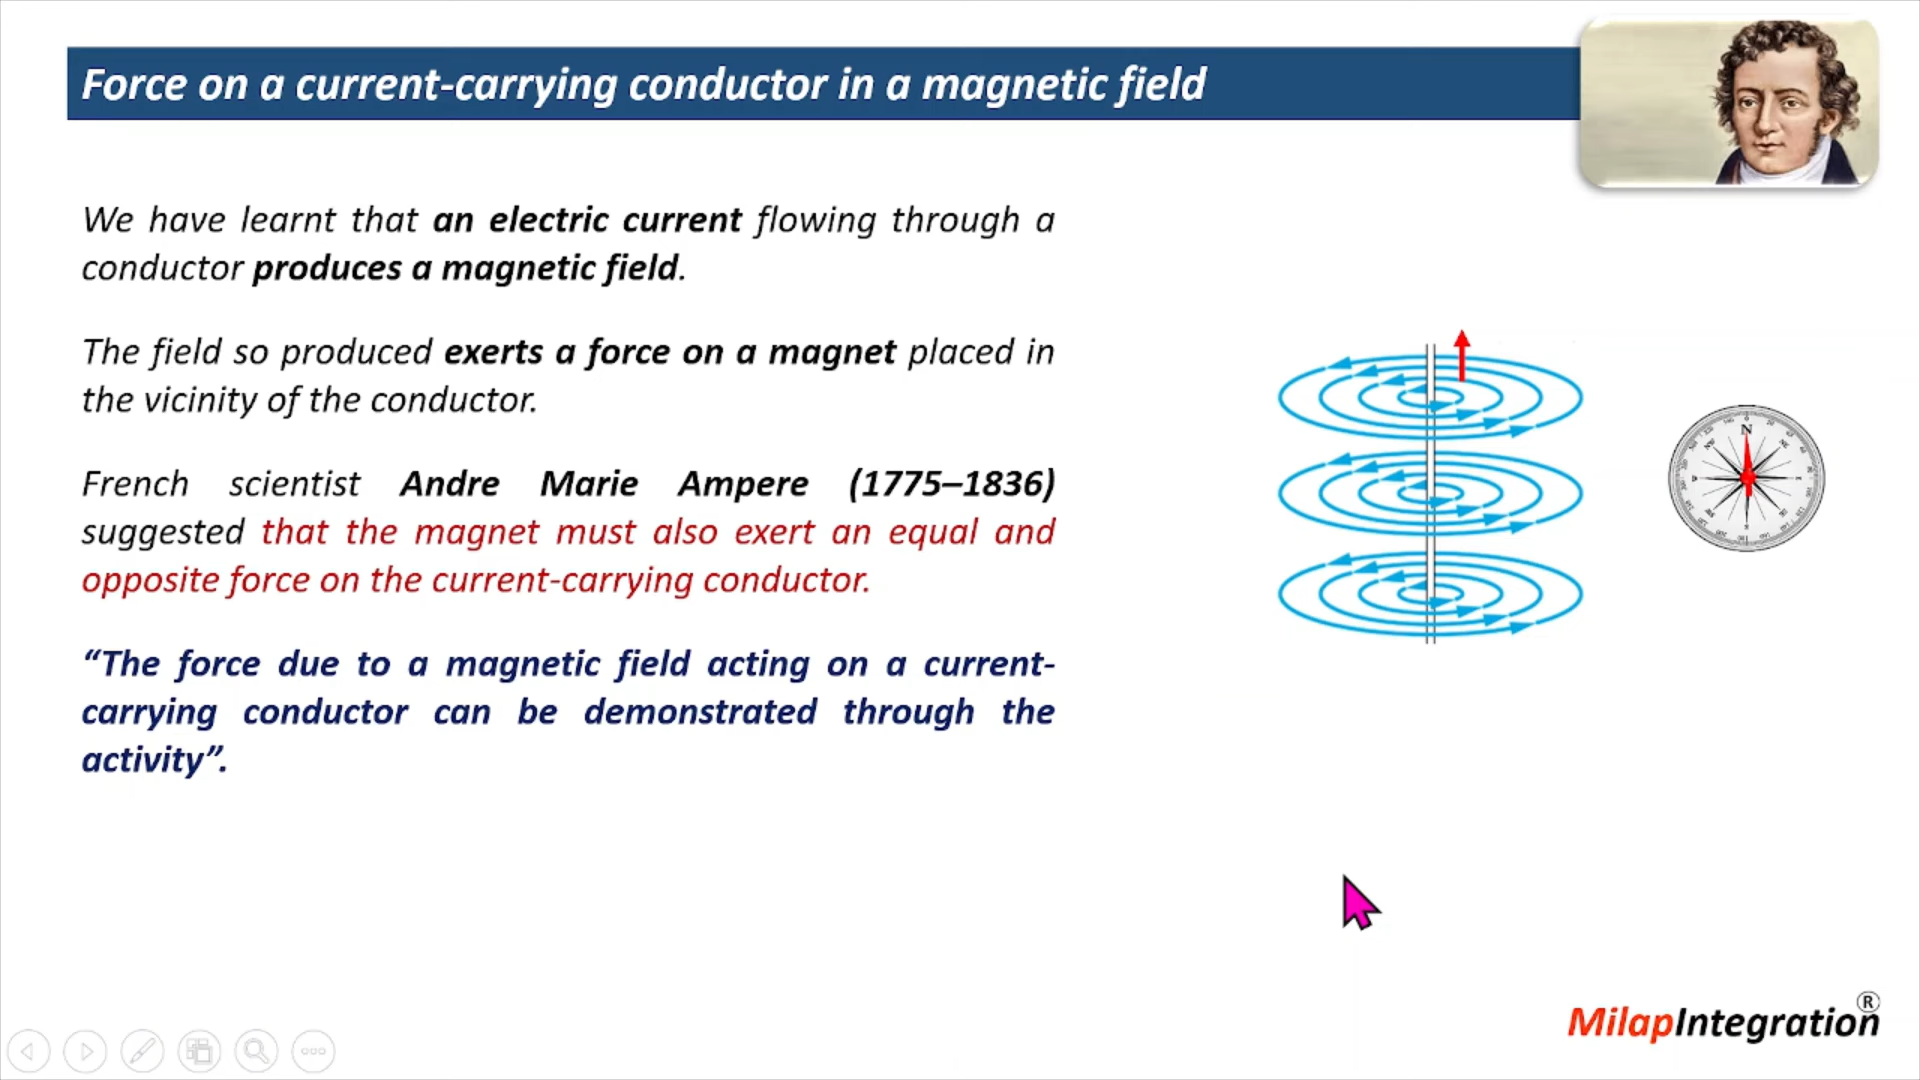 Force on a current-carrying conductor in a magnetic field
We have learnt that an electric current flowing through a
conductor produces a magnetic field.
The field so produced exerts a force on a magnet placed in
the vicinity of the conductor.
French scientist Andre Marie Ampere (1775–1836)
suggested that the magnet must also exert an equal and
opposite force on the current-carrying conductor.
“The force due to a magnetic field acting on a current-
carrying conductor can be demonstrated through the
activity”.
N
MilapIntegration®